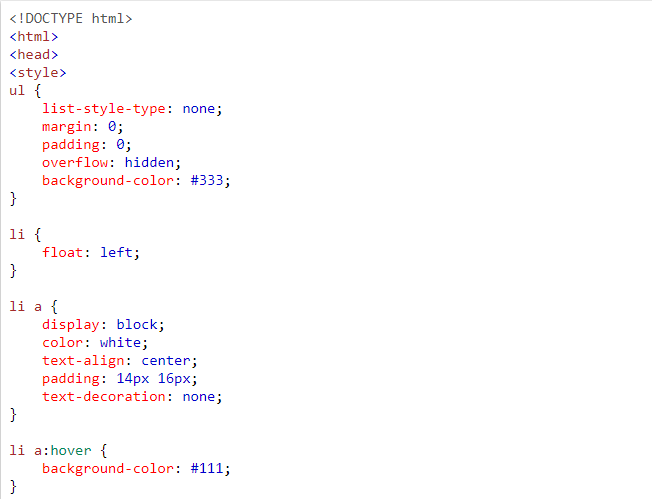 <!DOCTYPE html>
<html>
<head>
<style>
ul {
    list-style-type: none;
    margin: 0;
    padding: 0;
    overflow: hidden;
    background-color: #333;
}

li {
    float: left;
}

li a {
    display: block;
    color: white;
    text-align: center;
    padding: 14px 16px;
    text-decoration: none;
}

li a:hover {
    background-color: #111;
}